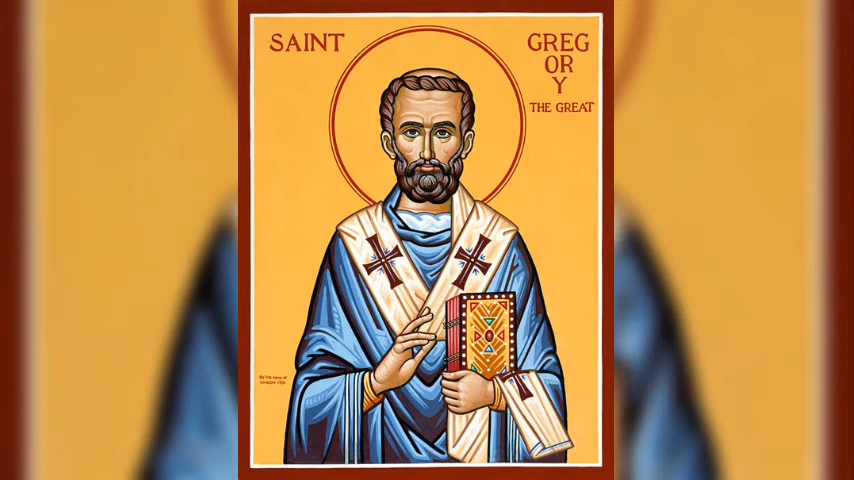 SAINT
GREG
OR
Y
THE GREAT